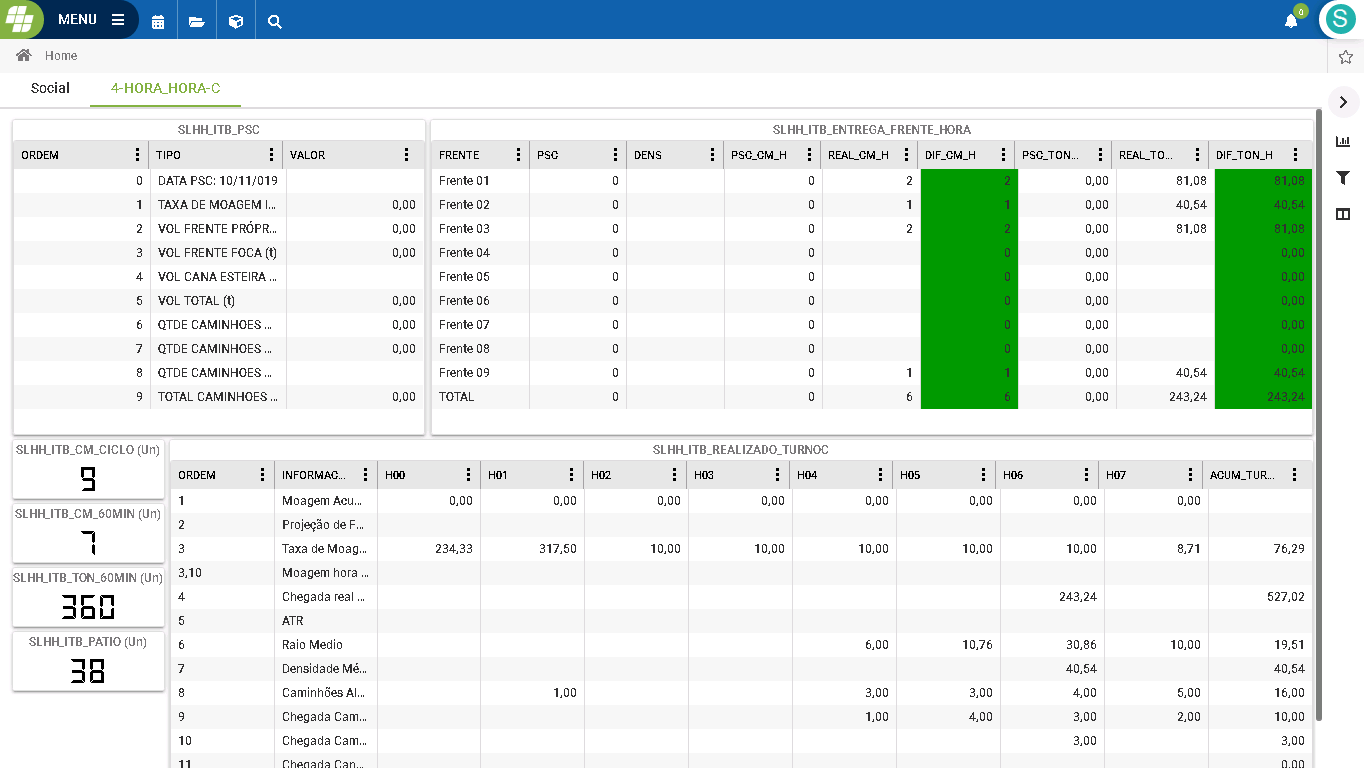 MENU
0
S
Home
Social 4-HORA_HORA-C
SLHH_ITB_PSC
ORDEM TIPO VALOR
0 DATA PSC: 10/11/019
1 TAXA DE MOAGEM I... 0,00
2 VOL FRENTE PRÓPR... 0,00
3 VOL FRENTE FOCA (t) 0,00
4 VOL CANA ESTEIRA ...
5 VOL TOTAL (t) 0,00
6 QTDE CAMINHOES ... 0,00
7 QTDE CAMINHOES ... 0,00
8 QTDE CAMINHOES ...
9 TOTAL CAMINHOES ... 0,00
SLHH_ITB_ENTREGA_FRENTE_HORA
FRENTE PSC DENS PSC_CM_H REAL_CM_H DIF_CM_H PSC_TON... REAL_TO... DIF_TON_H
Frente 01 0 0 2 2 0,00 81,08 81,08
Frente 02 0 0 1 1 0,00 40,54 40,54
Frente 03 0 0 2 2 0,00 81,08 81,08
Frente 04 0 0 0 0,00 0,00
Frente 05 0 0 0 0,00 0,00
Frente 06 0 0 0 0,00 0,00
Frente 07 0 0 0 0,00 0,00
Frente 08 0 0 0 0,00 0,00
Frente 09 0 0 1 1 0,00 40,54 40,54
TOTAL 0 0 6 6 0,00 243,24 243,24
SLHH_ITB_CM_CICLO (Un)
9
SLHH_ITB_CM_60MIN (Un)
7
SLHH_ITB_TON_60MIN (Un)
360
SLHH_ITB_PATIO (Un)
38
SLHH_ITB_REALIZADO_TURNOC
ORDEM INFORMAC... H00 H01 H02 H03 H04 H05 H06 H07 ACUM_TUR...
1 Moagem Acu... 0,00 0,00 0,00 0,00 0,00 0,00 0,00 0,00
2 Projeção de F...
3 Taxa de Moag... 234,33 317,50 10,00 10,00 10,00 10,00 10,00 8,71 76,29
3,10 Moagem hora ...
4 Chegada real ... 243,24 527,02
5 ATR
6 Raio Medio 6,00 10,76 30,86 10,00 19,51
7 Densidade Mé... 40,54 40,54
8 Caminhões Al... 1,00 3,00 3,00 4,00 5,00 16,00
9 Chegada Cam... 1,00 4,00 3,00 2,00 10,00
10 Chegada Cam... 3,00 3,00
11 Chegada Cam... 0,00